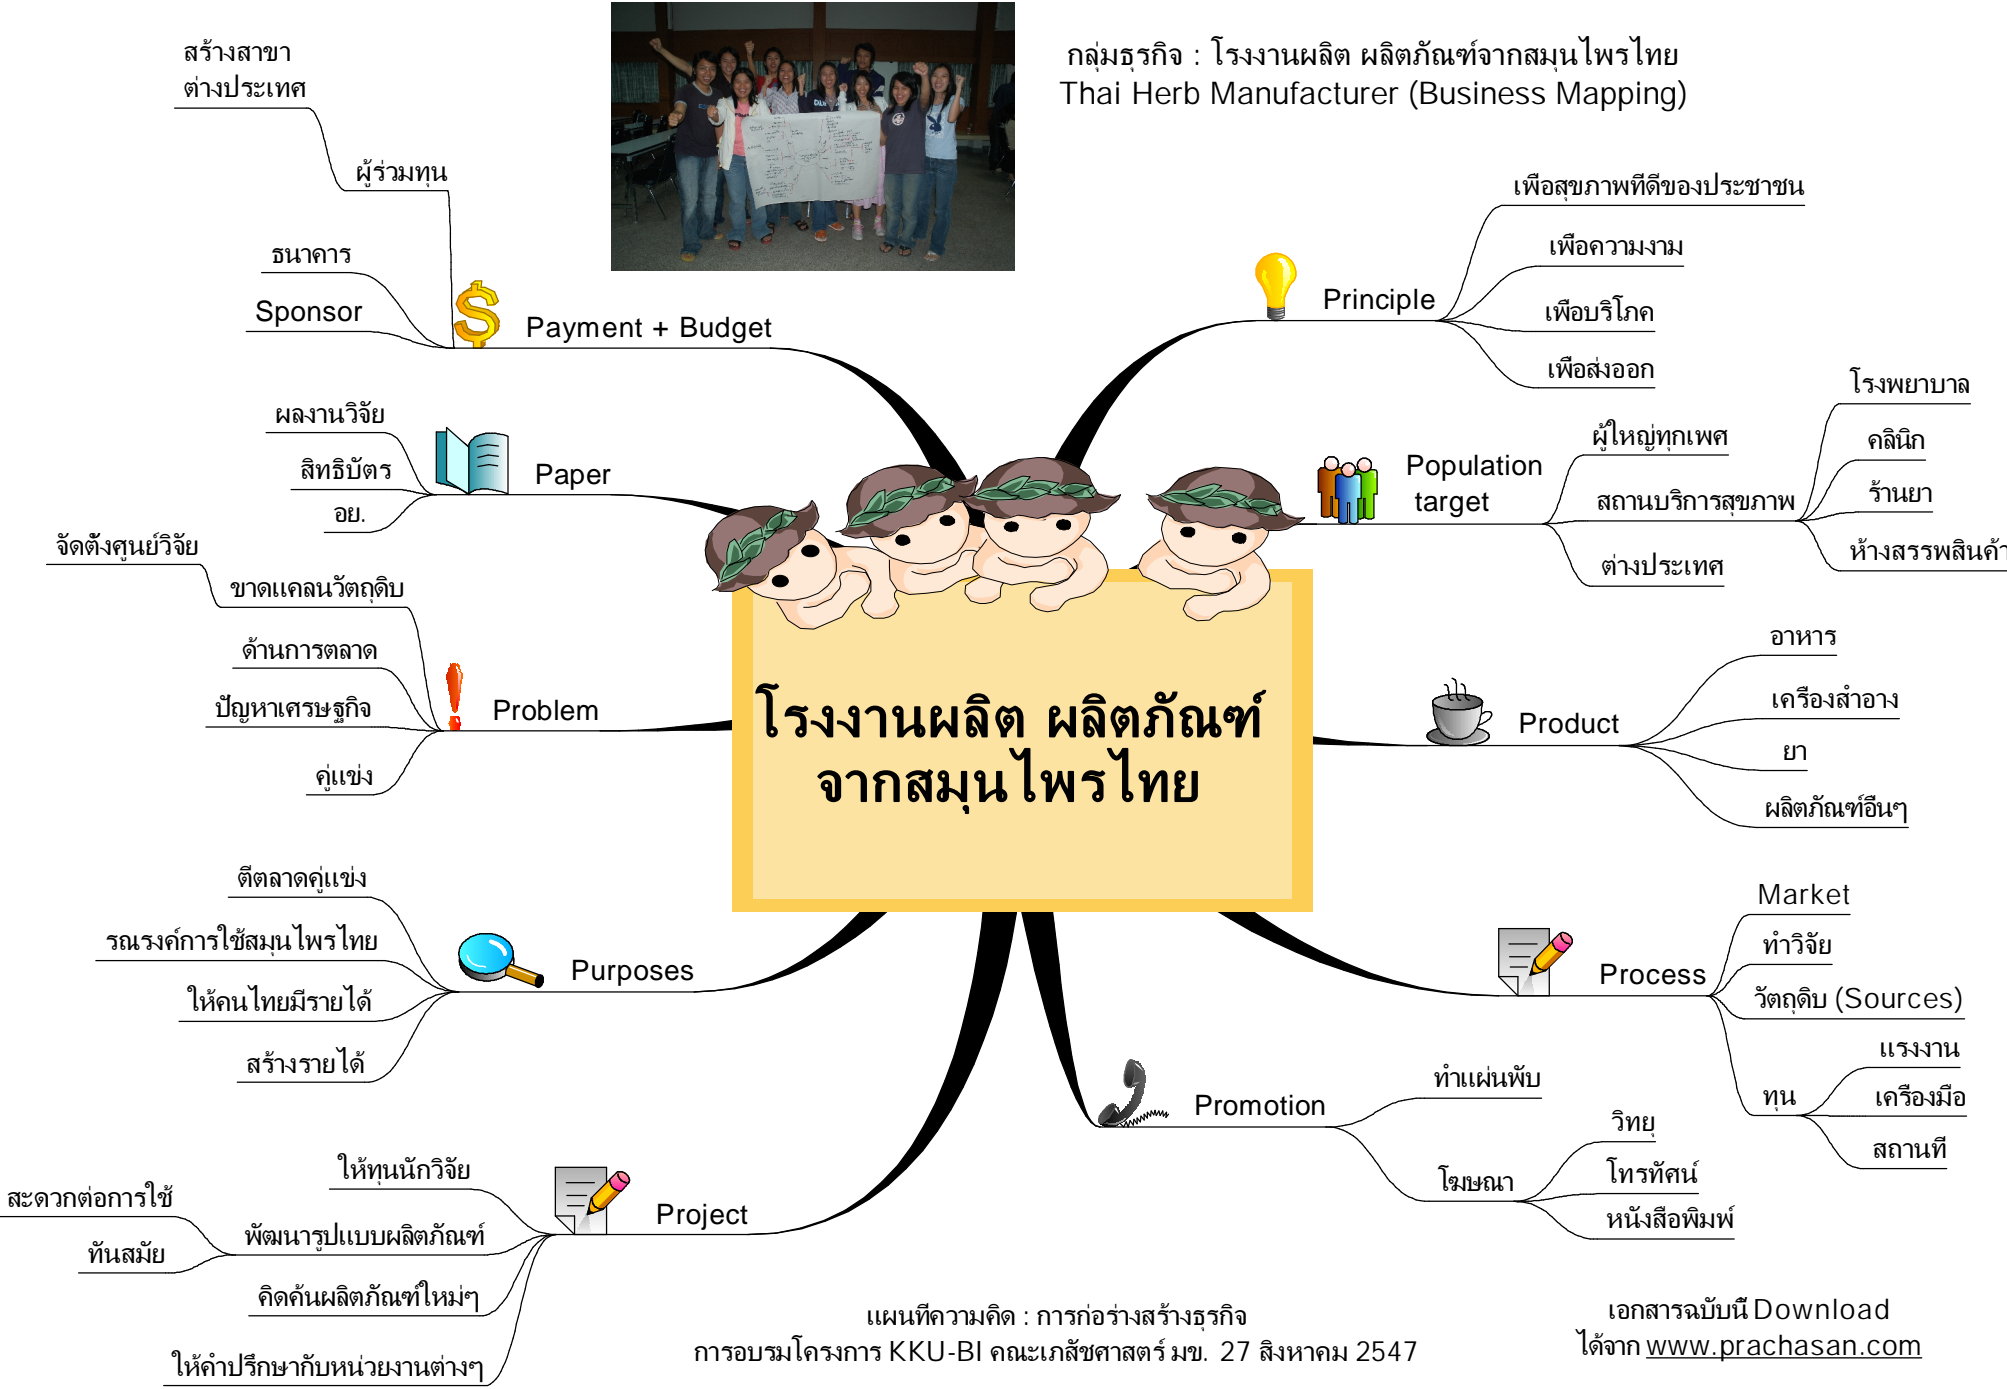 กลุ่มธุรกิจ : โรงงานผลิต ผลิตภัณฑ์จากสมุนไพรไทย
Thai Herb Manufacturer (Business Mapping)
โรงงานผลิต ผลิตภัณฑ์
จากสมุนไพรไทย
Principle
เพื่อสุขภาพที่ดีของประชาชน
เพื่อความงาม
เพื่อบริโภค
เพื่อส่งออก
Population
target
ผู้ใหญ่ทุกเพศ
สถานบริการสุขภาพ
โรงพยาบาล
คลินิก
ร้านยา
ห้างสรรพสินค้า
ต่างประเทศ
Product
อาหาร
เครื่องสำอาง
ยา
ผลิตภัณฑ์อื่นๆ
Process
Market
ทำวิจัย
วัตถุดิบ (Sources)
ทุน
แรงงาน
เครื่องมือ
สถานที่
Promotion
ทำแผ่นพับ
โฆษณา
วิทยุ
โทรทัศน์
หนังสือพิมพ์
Project
ให้ทุนนักวิจัย
พัฒนารูปแบบผลิตภัณฑ์
สะดวกต่อการใช้
ทันสมัย
คิดค้นผลิตภัณฑ์ใหม่ๆ
ให้คำปรึกษากับหน่วยงานต่างๆ
Purposes
ตีตลาดคู่แข่ง
รณรงค์การใช้สมุนไพรไทย
ให้คนไทยมีรายได้
สร้างรายได้
Problem
ขาดแคลนวัตถุดิบ
จัดตั้งศูนย์วิจัย
ด้านการตลาด
ปัญหาเศรษฐกิจ
คู่แข่ง
Paper
ผลงานวิจัย
สิทธิบัตร
อย.
Payment + Budget
ผู้ร่วมทุน
สร้างสาขา
ต่างประเทศ
ธนาคาร
Sponsor
แผนที่ความคิด : การก่อร่างสร้างธุรกิจ
การอบรมโครงการ KKU-BI คณะเภสัชศาสตร์ มข. 27 สิงหาคม 2547
เอกสารฉบับนี้ Download
ได้จาก www.prachasan.com